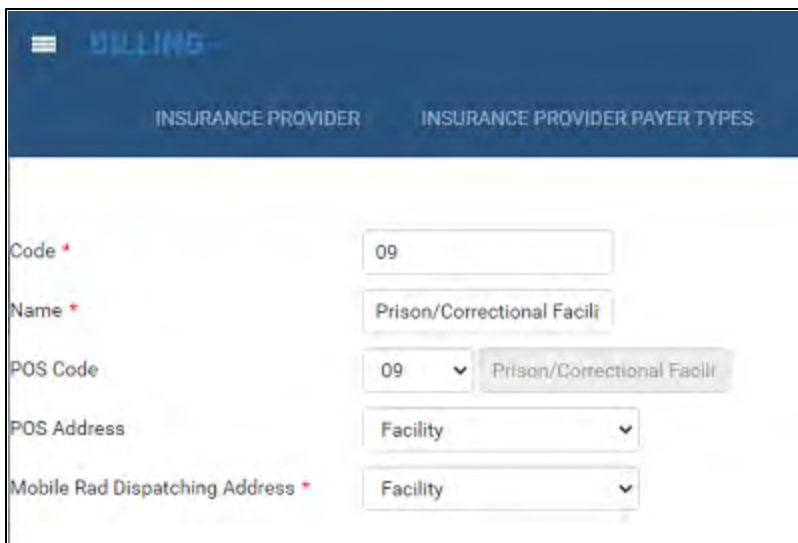 BILLING
INSURANCE PROVIDER INSURANCE PROVIDER PAYER TYPES
Code * 09
Name * Prison/Correctional Facili
POS Code 09 Prison/Correctional Facilit
POS Address Facility
Mobile Rad Dispatching Address * Facility